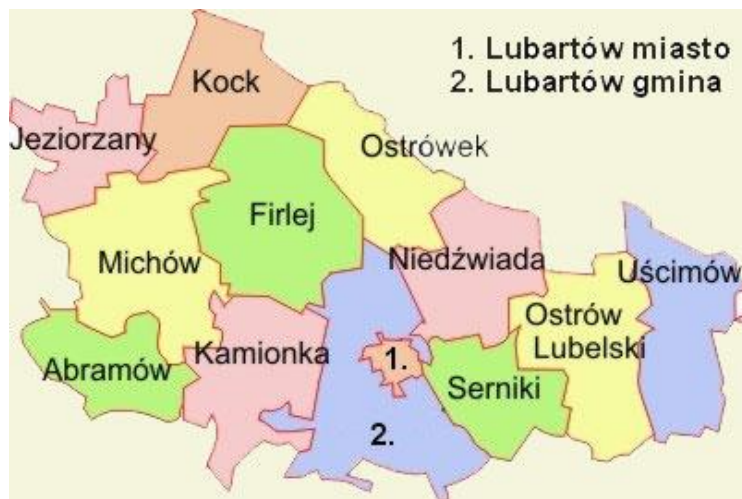 1. Lubartów miasto
2. Lubartów gmina
Kock
Jeziorzany
Ostrówek
Firlej
Michów
Niedźwiada
Uścimów
Ostrów
Lubelski
Abramów
Kamionka
1.
Serniki
2.